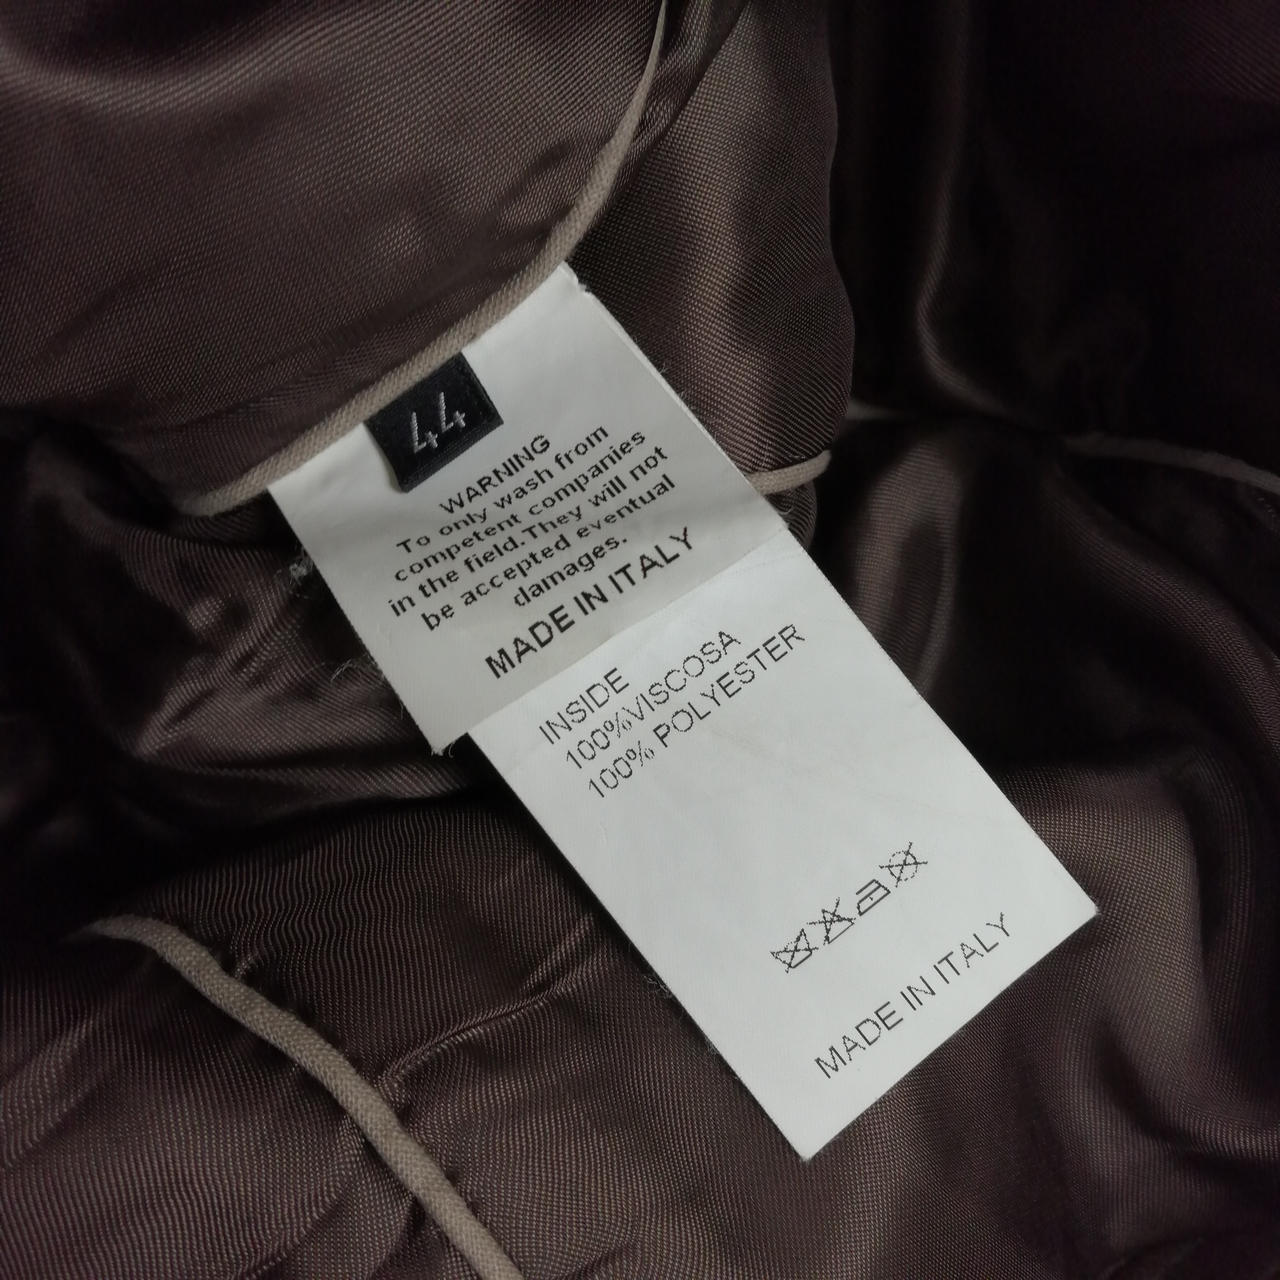 44
WARNING
To only wash from
competent companies
in the field.They will not
be accepted eventual
damages.
MADE IN ITALY
INSIDE
100%VISCOSA
100% POLYESTER
MADE IN ITALY